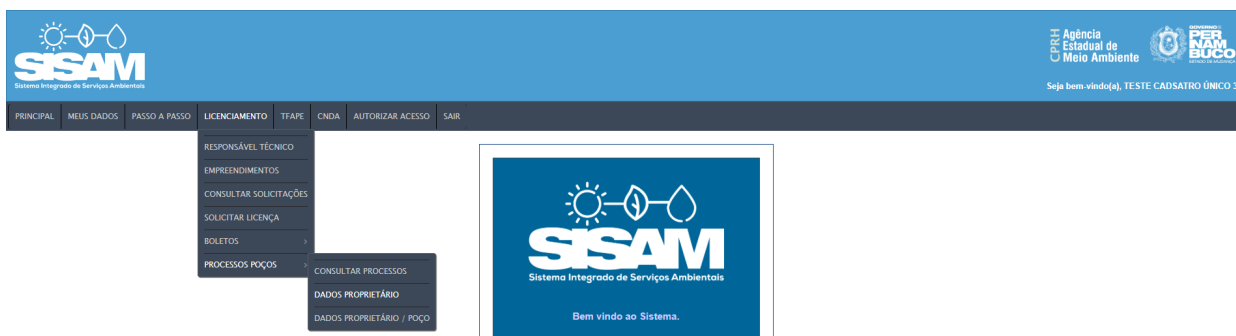 SISAM
Sistema Integrado de Serviços Ambientais
CPRH Agência
Estadual de
Meio Ambiente
GOVERNO DE
PER
NAM
BUCO
ESTADO DE MUDANÇA
Seja bem-vindo(a), TESTE CADSATRO ÚNICO 3
PRINCIPAL MEUS DADOS PASSO A PASSO LICENCIAMENTO TFAPE CNDA AUTORIZAR ACESSO SAIR
RESPONSÁVEL TÉCNICO
EMPREENDIMENTOS
CONSULTAR SOLICITAÇÕES
SOLICITAR LICENÇA
BOLETOS >
PROCESSOS POÇOS >
CONSULTAR PROCESSOS
DADOS PROPRIETÁRIO
DADOS PROPRIETÁRIO / POÇO
SISAM
Sistema Integrado de Serviços Ambientais
Bem vindo ao Sistema.